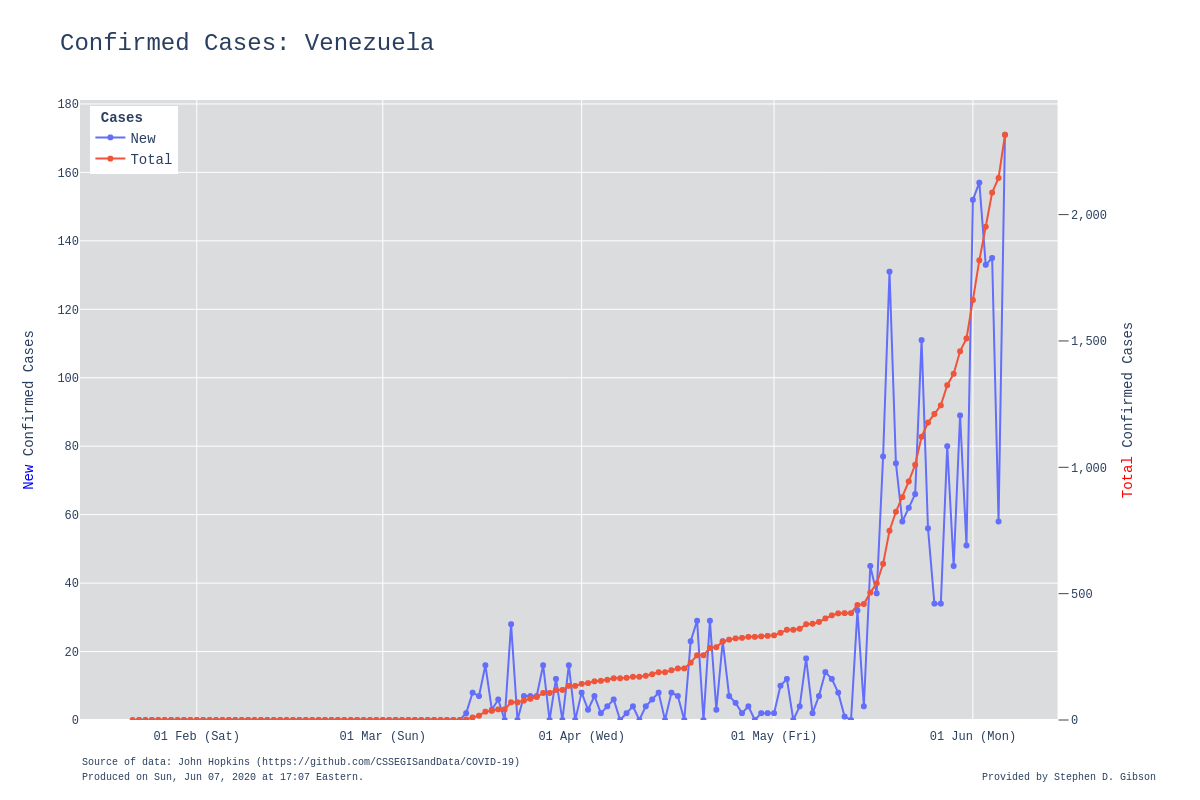 Confirmed Cases: Venezuela
Cases
New
Total
180
160
140
120
100
80
60
40
20
0
2,000
1,500
1,000
500
0
New Confirmed Cases
Total Confirmed Cases
01 Feb (Sat)
01 Mar (Sun)
01 Apr (Wed)
01 May (Fri)
01 Jun (Mon)
Source of data: John Hopkins (https://github.com/CSSEGISandData/COVID-19)
Produced on Sun, Jun 07, 2020 at 17:07 Eastern.
Provided by Stephen D. Gibson